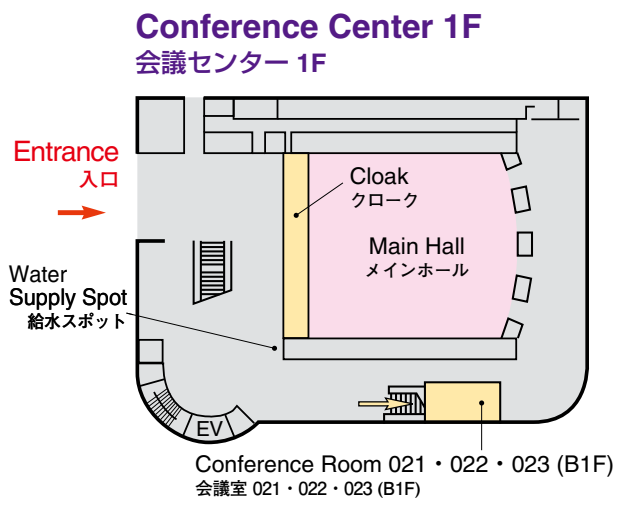 Conference Center 1F
会議センター 1F
Entrance
入口
Cloak
クローク
Main Hall
メインホール
Water
Supply Spot
給水スポット
EV
Conference Room 021・022・023 (B1F)
会議室 021・022・023 (B1F)